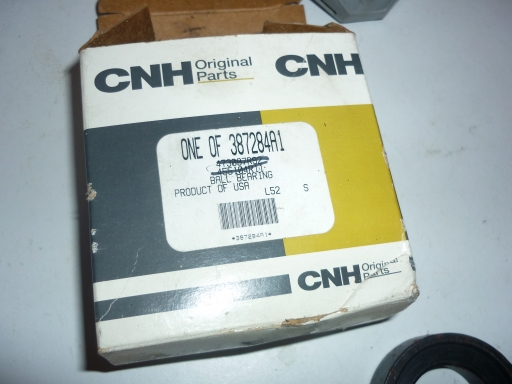 CNH Original Parts
CNH
ONE OF 387284A1
BALL BEARING
PRODUCT OF USA L52 S
*387284A1*
CNH Original Parts